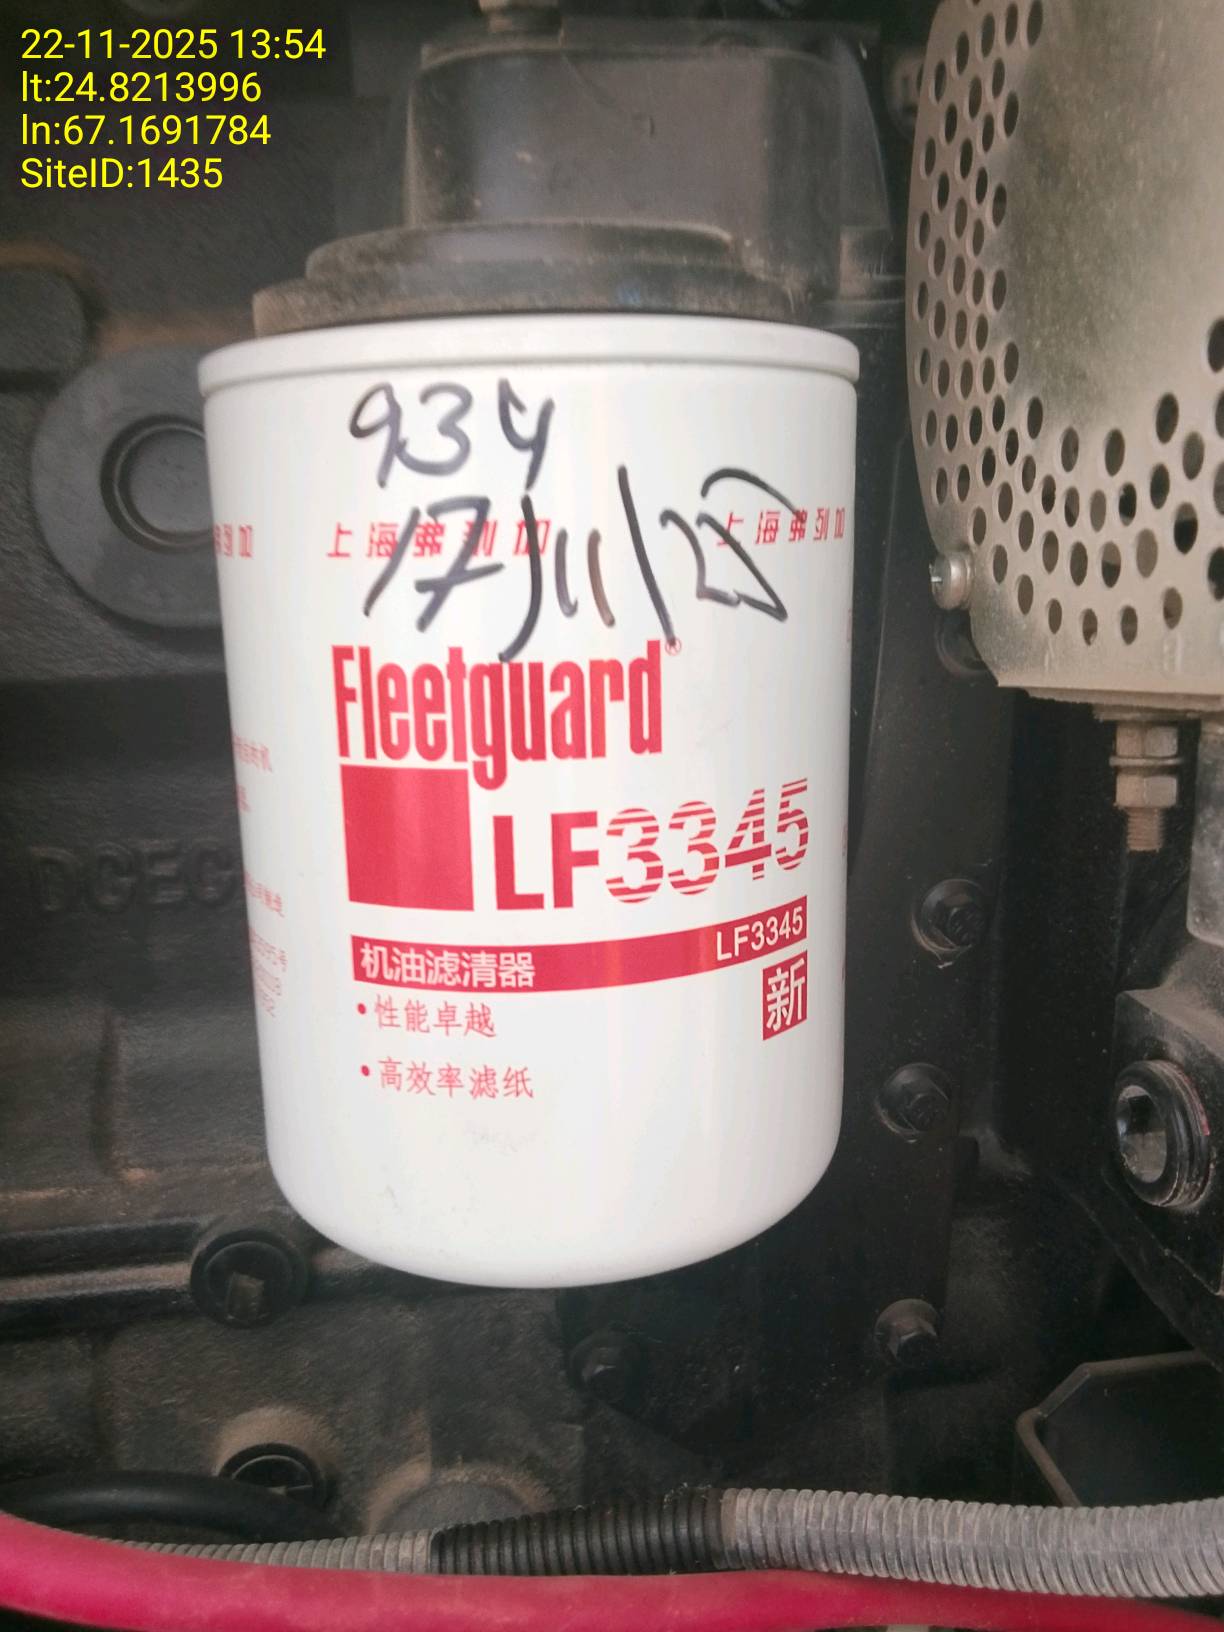 22-11-2025 13:54
lt:24.8213996
ln:67.1691784
SiteID:1435
934
17/11/25
上海弗列加
上海弗列加
Fleetguard®
LF3345
LF3345
机油滤清器
新
• 性能卓越
• 高效率滤纸
DCEC